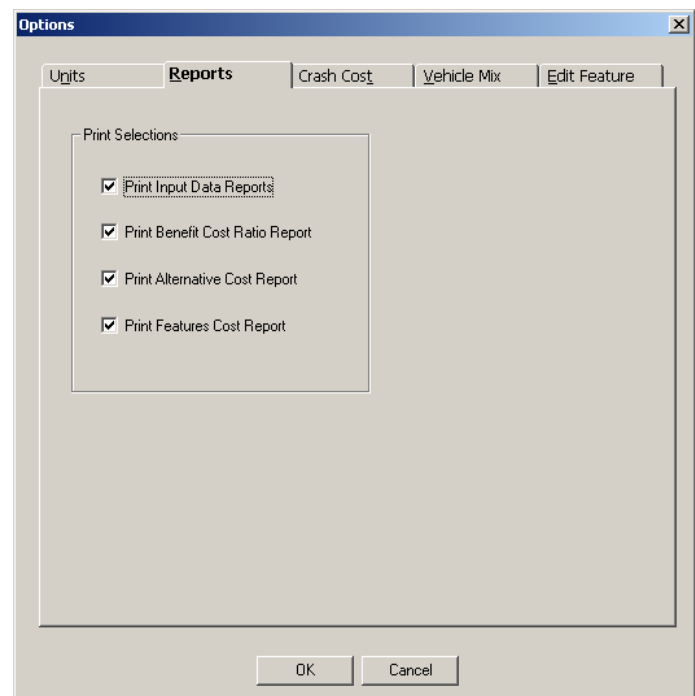 Options
Units Reports Crash Cost Vehicle Mix Edit Feature
Print Selections
Print Input Data Reports
Print Benefit Cost Ratio Report
Print Alternative Cost Report
Print Features Cost Report
OK Cancel